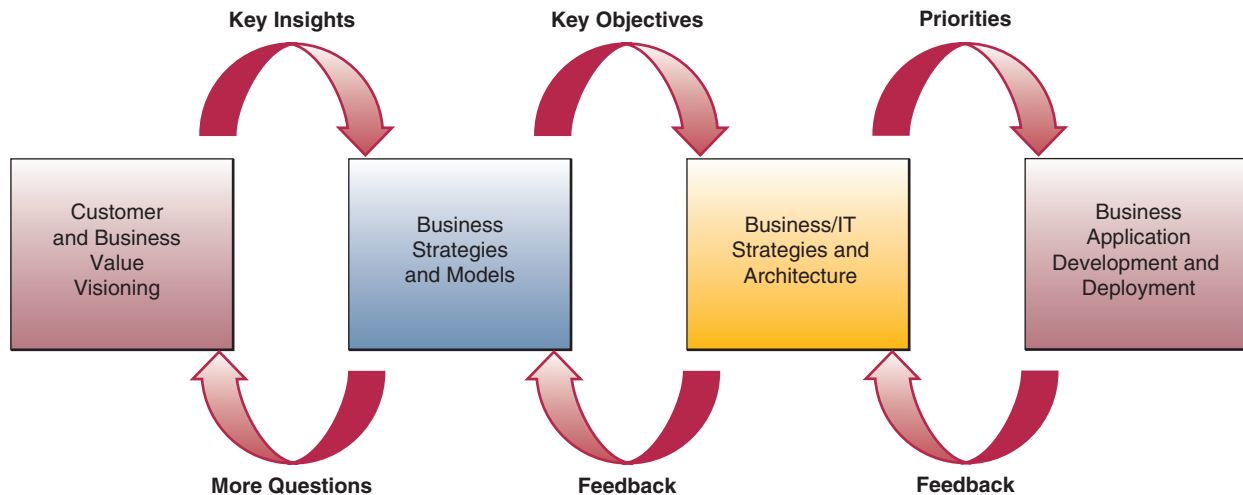 Key Insights
Key Objectives
Priorities
Customer
and Business
Value
Visioning
Business
Strategies
and Models
Business/IT
Strategies and
Architecture
Business
Application
Development and
Deployment
More Questions
Feedback
Feedback